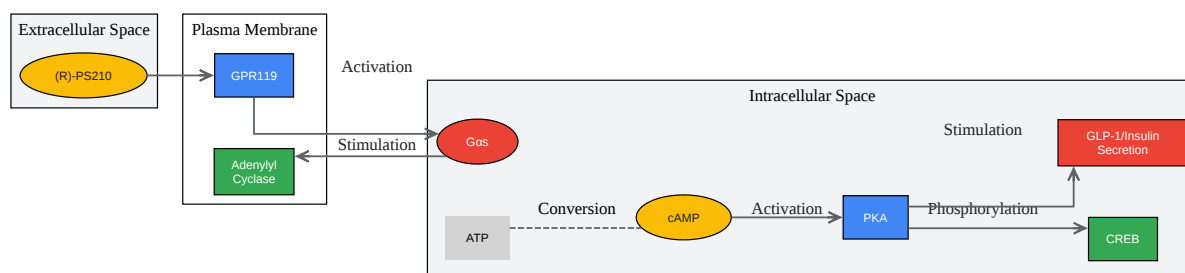 Extracellular Space
Plasma Membrane
(R)-PS210
GPR119
Activation
Intracellular Space
Stimulation
Gαs
Stimulation
GLP-1/Insulin
Secretion
Adenylyl
Cyclase
Conversion
cAMP
Activation
PKA
Phosphorylation
ATP
CREB